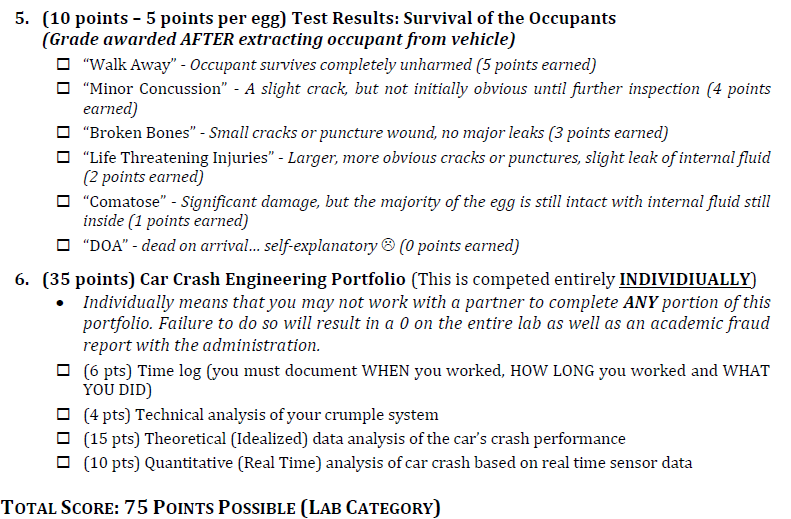 5. (10 points – 5 points per egg) Test Results: Survival of the Occupants
(Grade awarded AFTER extracting occupant from vehicle)
☐ “Walk Away” - Occupant survives completely unharmed (5 points earned)
☐ “Minor Concussion” - A slight crack, but not initially obvious until further inspection (4 points
earned)
☐ “Broken Bones” - Small cracks or puncture wound, no major leaks (3 points earned)
☐ “Life Threatening Injuries” - Larger, more obvious cracks or punctures, slight leak of internal fluid
(2 points earned)
☐ “Comatose” - Significant damage, but the majority of the egg is still intact with internal fluid still
inside (1 points earned)
☐ “DOA” - dead on arrival… self-explanatory ☹ (0 points earned)
6. (35 points) Car Crash Engineering Portfolio (This is competed entirely INDIVIDIUALLY)
• Individually means that you may not work with a partner to complete ANY portion of this
portfolio. Failure to do so will result in a 0 on the entire lab as well as an academic fraud
report with the administration.
☐ (6 pts) Time log (you must document WHEN you worked, HOW LONG you worked and WHAT
YOU DID)
☐ (4 pts) Technical analysis of your crumple system
☐ (15 pts) Theoretical (Idealized) data analysis of the car’s crash performance
☐ (10 pts) Quantitative (Real Time) analysis of car crash based on real time sensor data
TOTAL SCORE: 75 POINTS POSSIBLE (LAB CATEGORY)